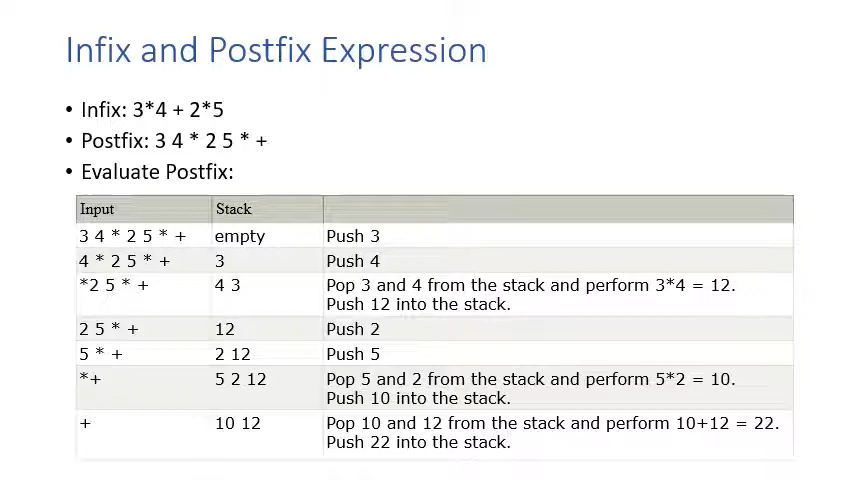 Infix and Postfix Expression
• Infix: 3*4 + 2*5
• Postfix: 3 4 * 2 5 * +
• Evaluate Postfix:
Input Stack
3 4 * 2 5 * + empty Push 3
4 * 2 5 * + 3 Push 4
*2 5 * + 4 3 Pop 3 and 4 from the stack and perform 3*4 = 12.
Push 12 into the stack.
2 5 * + 12 Push 2
5 * + 2 12 Push 5
*+ 5 2 12 Pop 5 and 2 from the stack and perform 5*2 = 10.
Push 10 into the stack.
+ 10 12 Pop 10 and 12 from the stack and perform 10+12 = 22.
Push 22 into the stack.